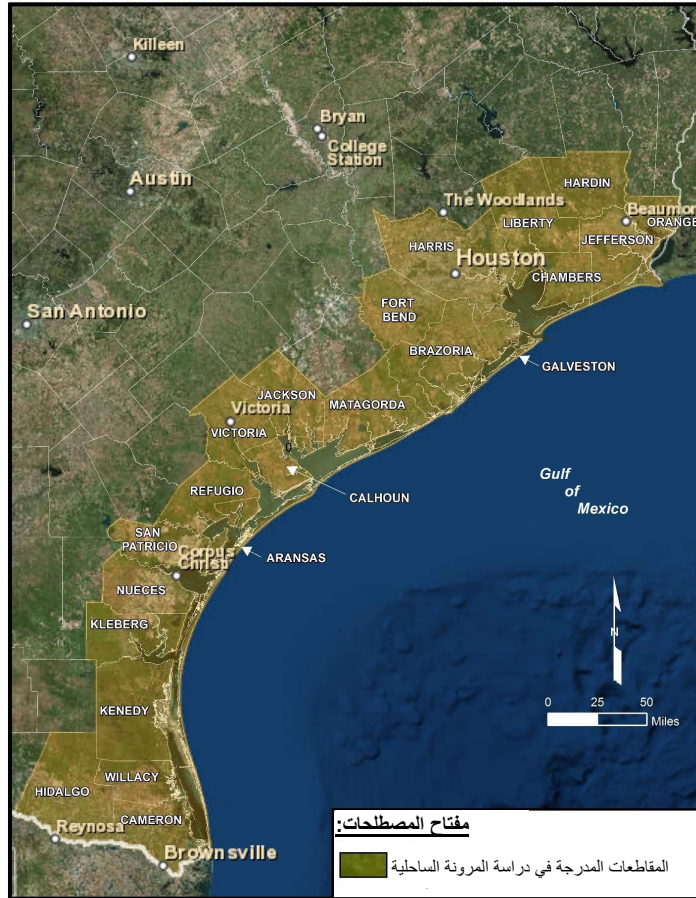 Killeen
Bryan
College
Station
Austin
HARDIN
The Woodlands
Beaumon
LIBERTY
ORANGE
HARRIS
JEFFERSON
Houston
CHAMBERS
San Antonio
FORT
BEND
BRAZORIA
GALVESTON
JACKSON
MATAGORDA
Victoria
VICTORIA
0
Gulf
of
Mexico
REFUGIO
CALHOUN
SAN
PATRICIO
Corpus
Christi
ARANSAS
NUECES
KLEBERG
N
KENEDY
0 25 50
Miles
WILLACY
HIDALGO
CAMERON
Reynosa
Brownsville
مفتاح المصطلحات:
المقاطعات المدرجة في دراسة المرونة الساحلية